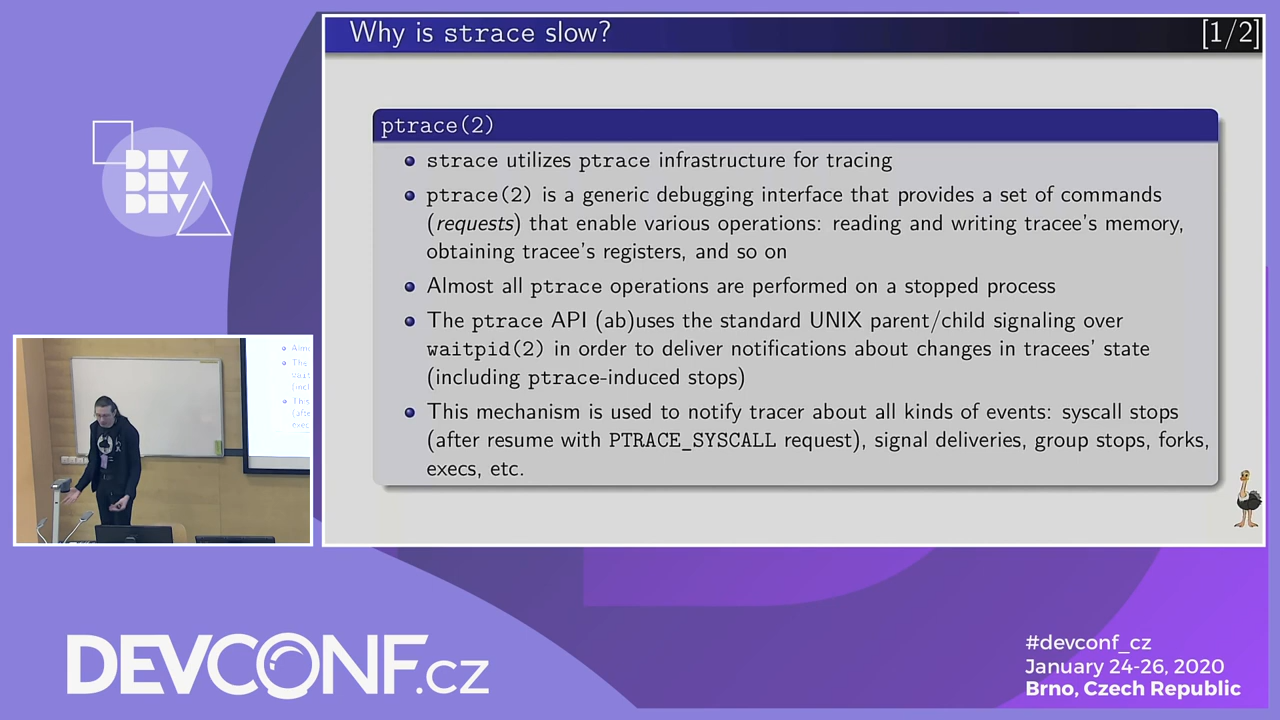 Why is strace slow?
[1/2]
ptrace(2)
strace utilizes ptrace infrastructure for tracing
ptrace(2) is a generic debugging interface that provides a set of commands
(requests) that enable various operations: reading and writing tracee's memory,
obtaining tracee's registers, and so on
Almost all ptrace operations are performed on a stopped process
The ptrace API (ab)uses the standard UNIX parent/child signaling over
waitpid(2) in order to deliver notifications about changes in tracees' state
(including ptrace-induced stops)
This mechanism is used to notify tracer about all kinds of events: syscall stops
(after resume with PTRACE_SYSCALL request), signal deliveries, group stops, forks,
execs, etc.
DEV
DEV
DEV
DEVCONF.cz
#devconf_cz
January 24-26, 2020
Brno, Czech Republic